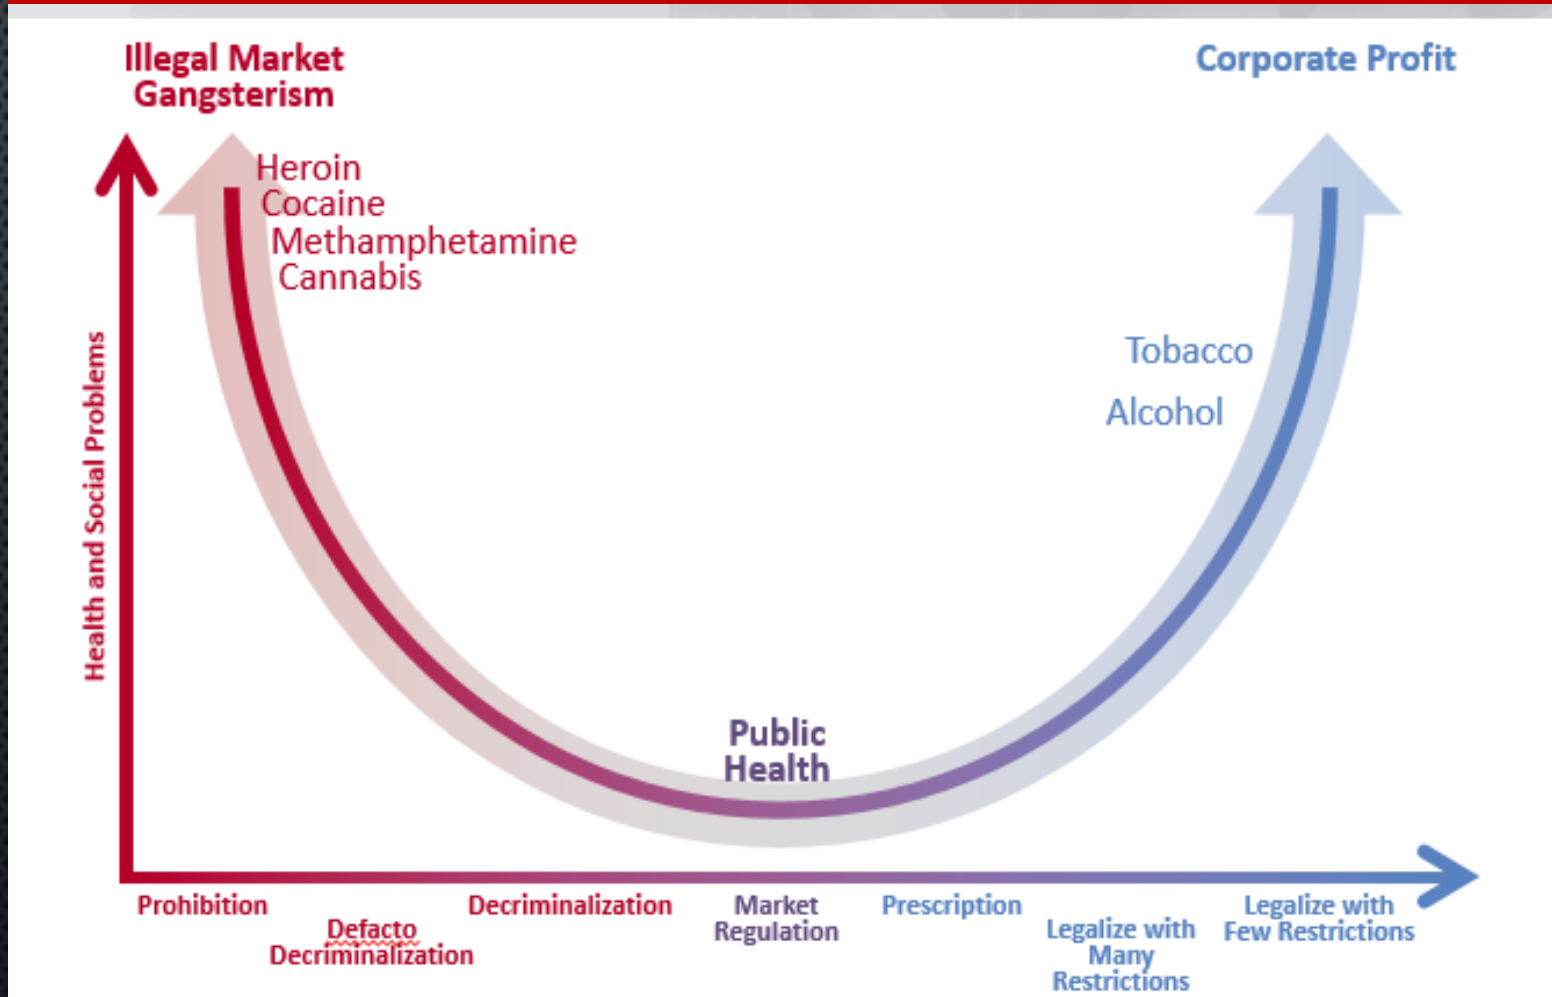 Illegal Market
Gangsterism
Corporate Profit
Heroin
Cocaine
Methamphetamine
Cannabis
Tobacco
Alcohol
Health and Social Problems
Public
Health
Prohibition
Defacto
Decriminalization
Decriminalization
Market
Regulation
Prescription
Legalize with
Many
Restrictions
Legalize with
Few Restrictions